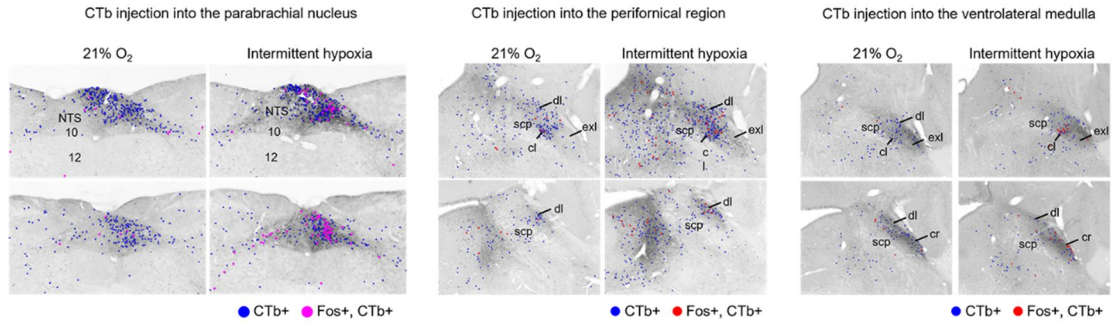 CTb injection into the parabrachial nucleus
21% O₂
Intermittent hypoxia
NTS
10
12
NTS
10
12
CTb+
Fos+, CTb+
CTb injection into the perifornical region
21% O₂
Intermittent hypoxia
dl
scp
exl
cl
dl
scp
exl
c
l
dl
scp
dl
scp
CTb+
Fos+, CTb+
CTb injection into the ventrolateral medulla
21% O₂
Intermittent hypoxia
dl
scp
exl
cl
dl
scp
exl
cl
dl
cr
scp
dl
cr
scp
CTb+
Fos+, CTb+